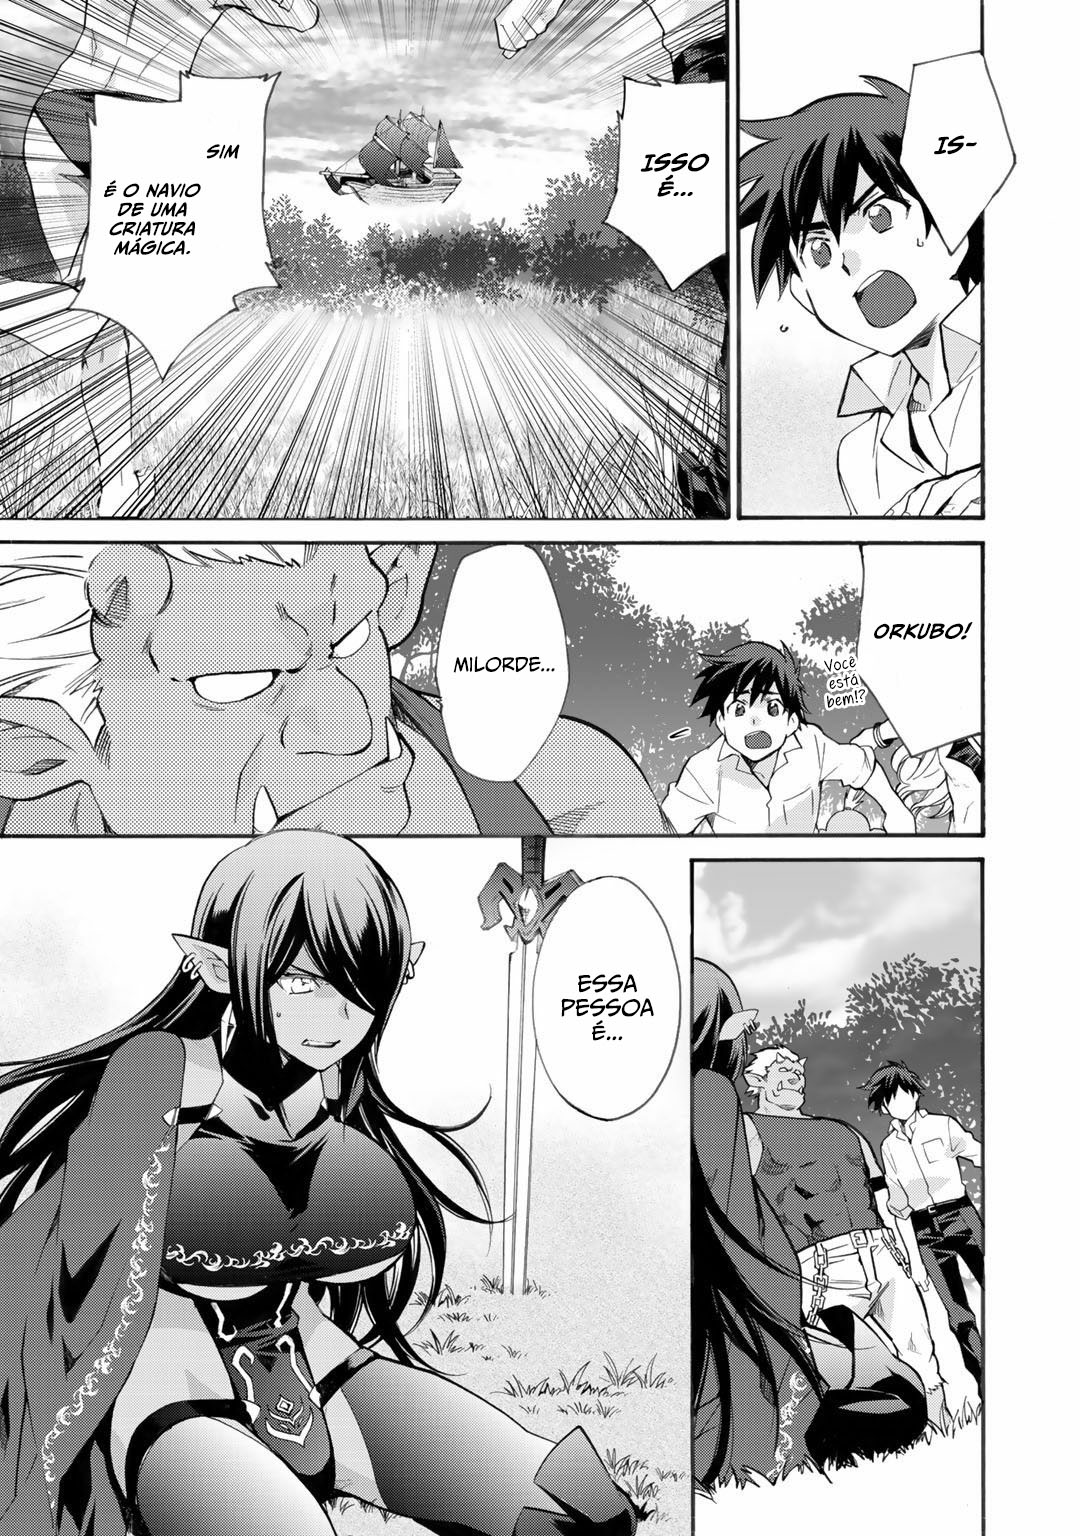 IS-
ISSO
É...
SIM
É O NAVIO
DE UMA
CRIATURA
MÁGICA.
ORKUBO!
Você
está
bem!?
MILORDE...
ESSA
PESSOA
É...